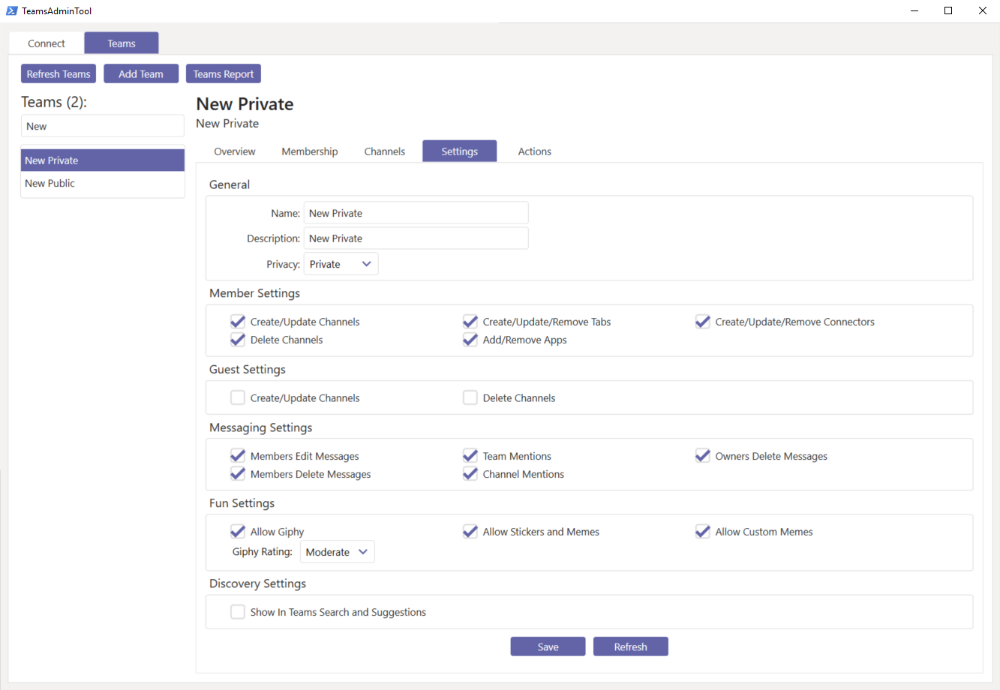 TeamsAdminTool
Connect
Teams
Refresh Teams
Add Team
Teams Report
Teams (2):
New
New Private
New Public
New Private
New Private
Overview
Membership
Channels
Settings
Actions
General
Name: New Private
Description: New Private
Privacy: Private
Member Settings
Create/Update Channels
Create/Update/Remove Tabs
Create/Update/Remove Connectors
Delete Channels
Add/Remove Apps
Guest Settings
Create/Update Channels
Delete Channels
Messaging Settings
Members Edit Messages
Team Mentions
Owners Delete Messages
Members Delete Messages
Channel Mentions
Fun Settings
Allow Giphy
Allow Stickers and Memes
Allow Custom Memes
Giphy Rating: Moderate
Discovery Settings
Show In Teams Search and Suggestions
Save
Refresh